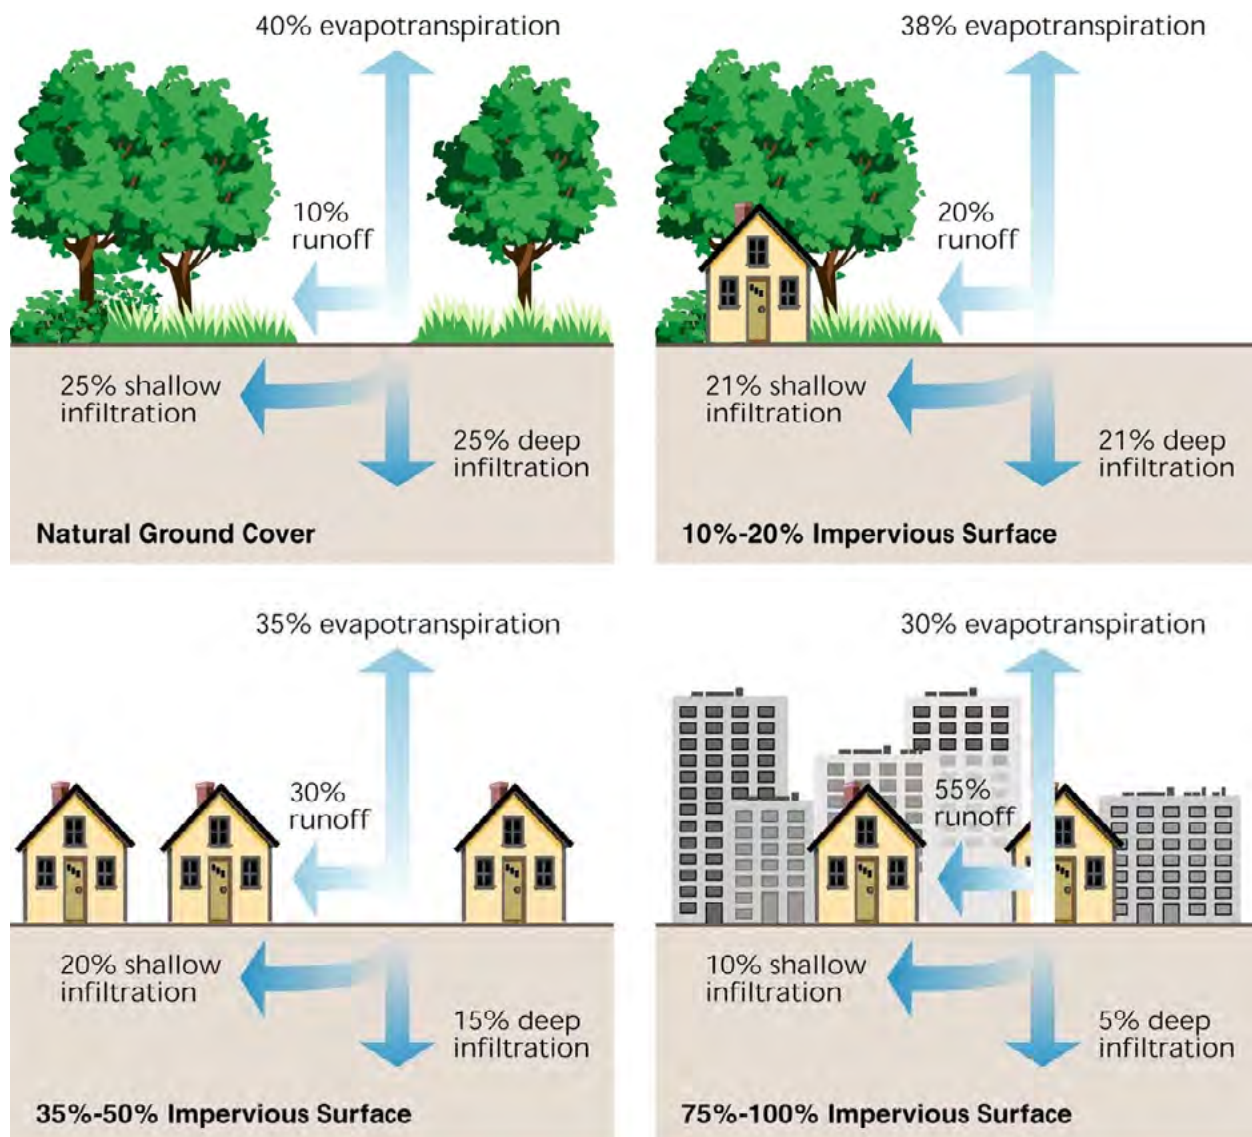 40% evapotranspiration
10%
runoff
25% shallow
infiltration
25% deep
infiltration
Natural Ground Cover
38% evapotranspiration
20%
runoff
21% shallow
infiltration
21% deep
infiltration
10%-20% Impervious Surface
35% evapotranspiration
30%
runoff
20% shallow
infiltration
15% deep
infiltration
35%-50% Impervious Surface
30% evapotranspiration
55%
runoff
10% shallow
infiltration
5% deep
infiltration
75%-100% Impervious Surface